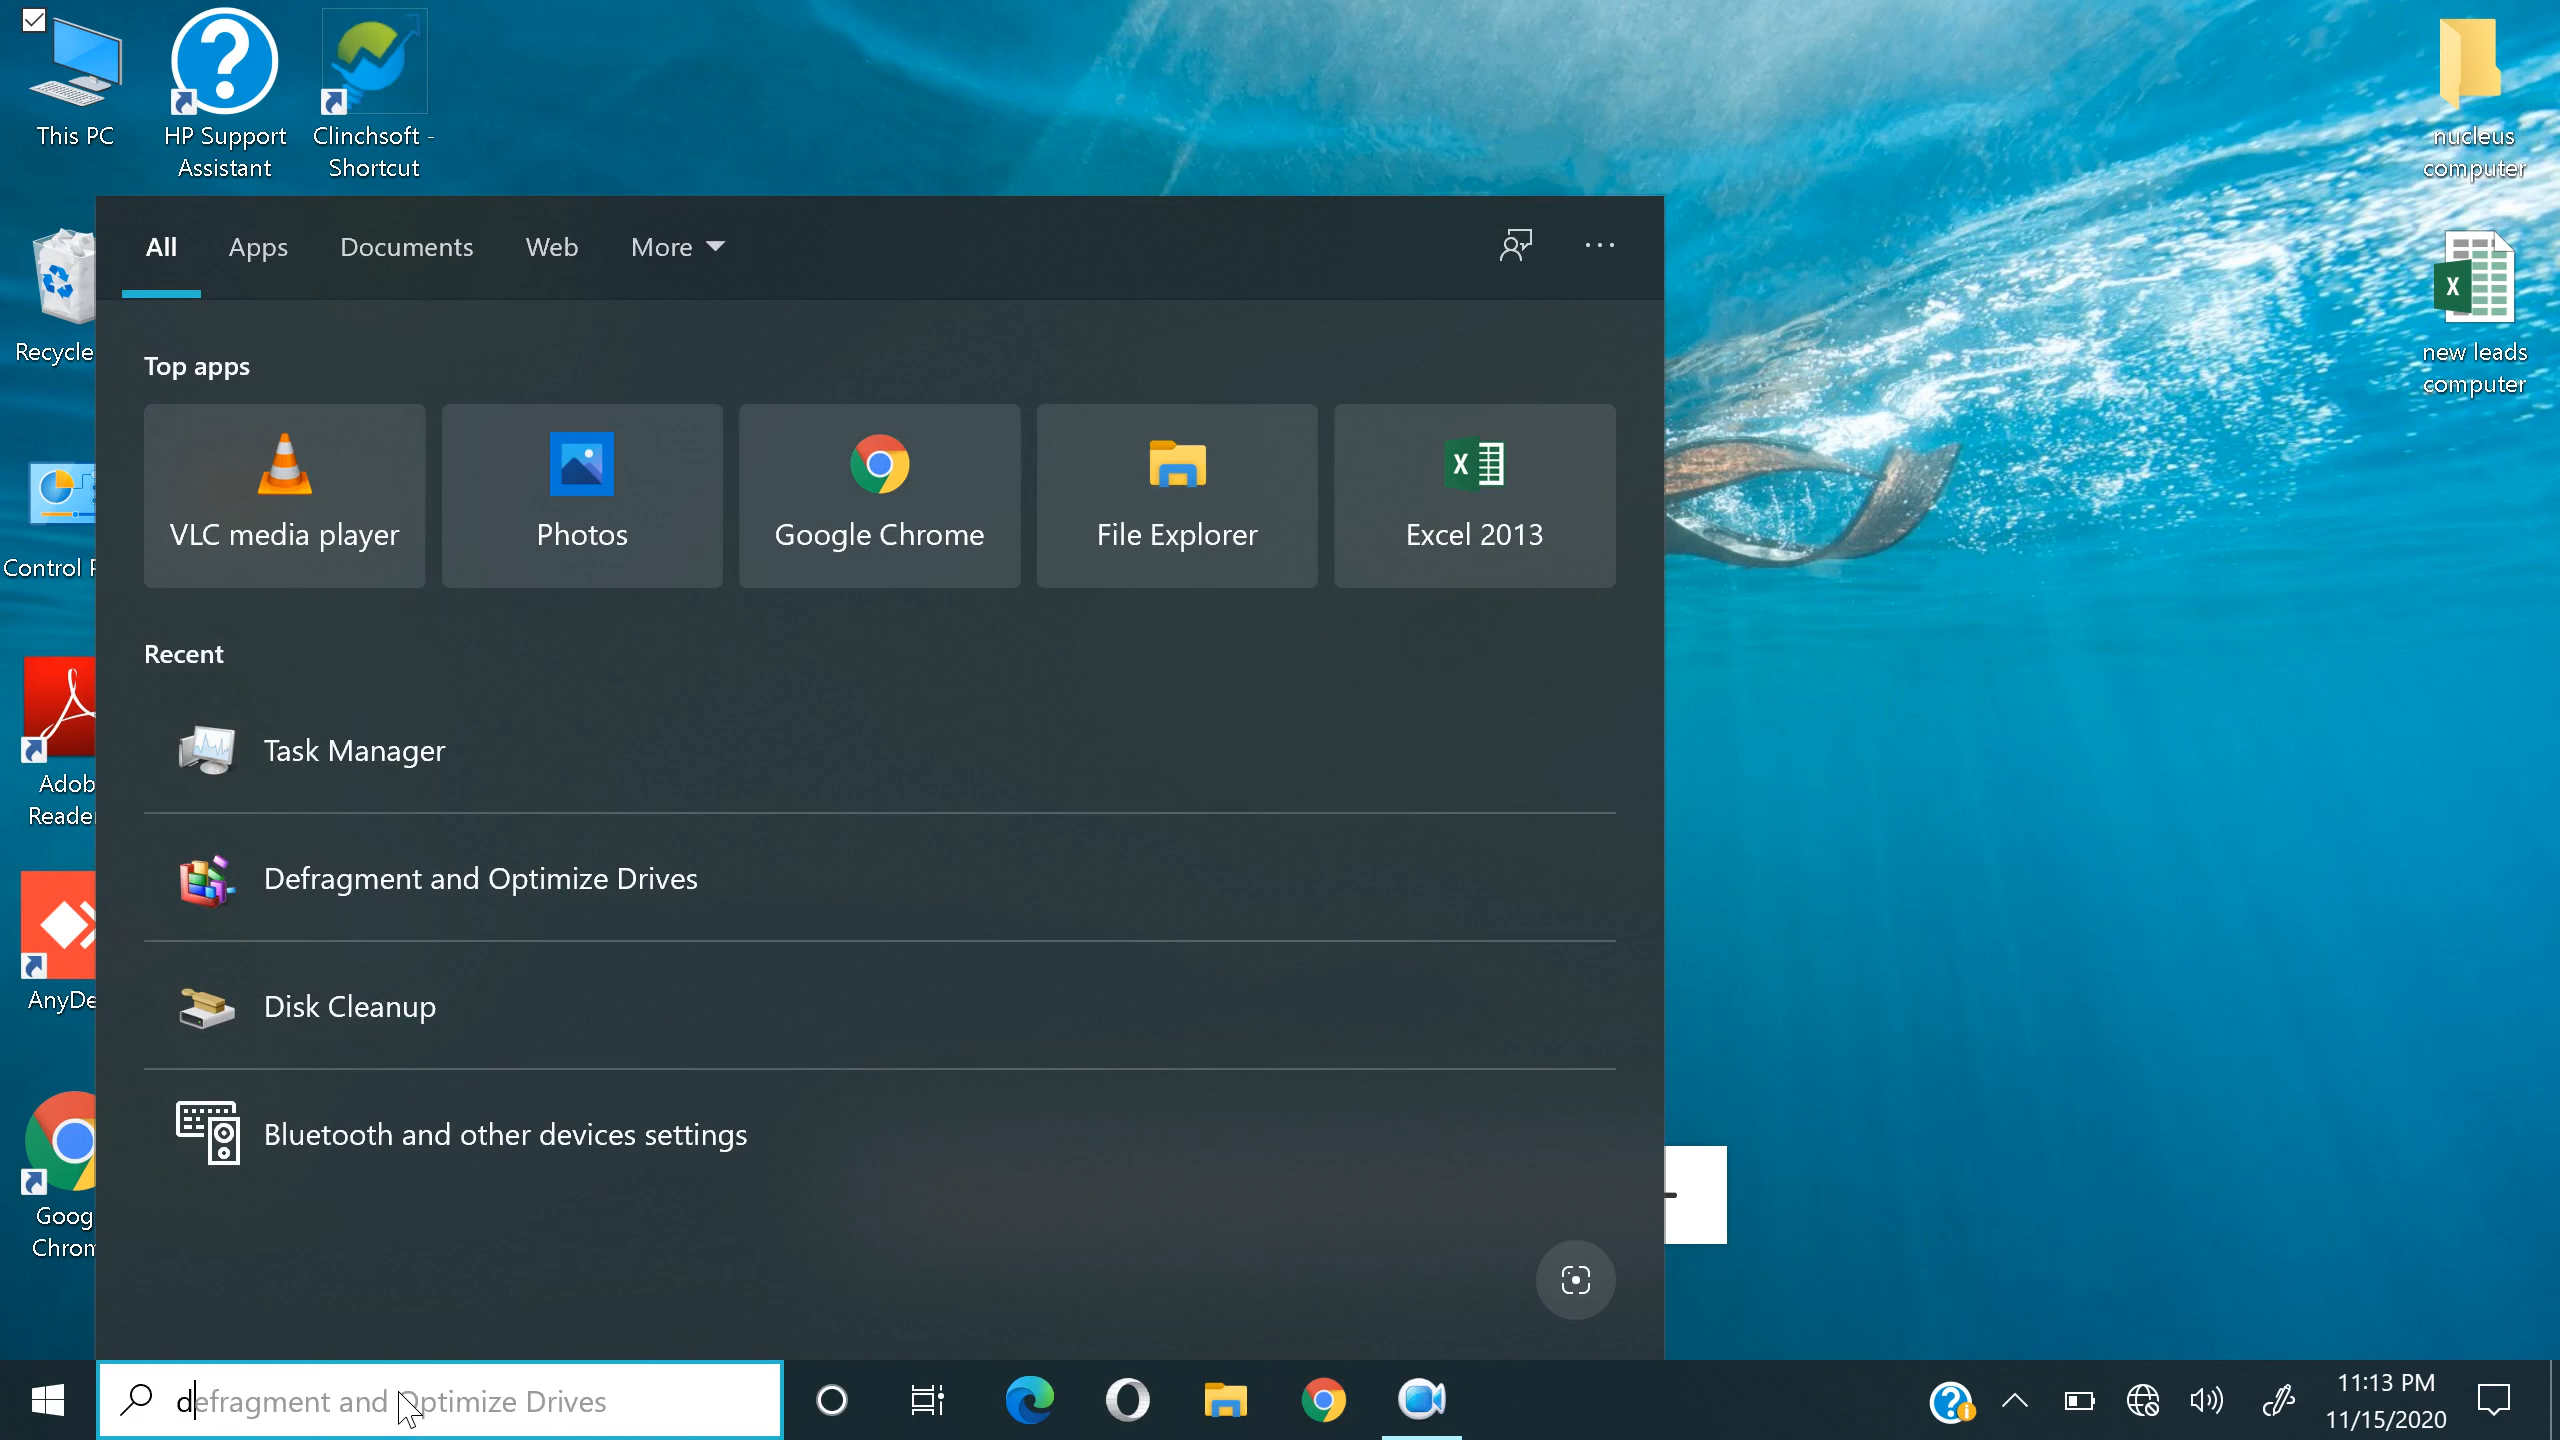 This PC
HP Support
Assistant
Clinchsoft -
Shortcut
nucleus
computer
All
Apps
Documents
Web
More
Recycle
new leads
computer
Top apps
VLC media player
Photos
Google Chrome
File Explorer
Excel 2013
Control P
Recent
Task Manager
Adob
Reader
Defragment and Optimize Drives
AnyDe
Disk Cleanup
Bluetooth and other devices settings
Goog
Chrom
defragment and Optimize Drives
11:13 PM
11/15/2020